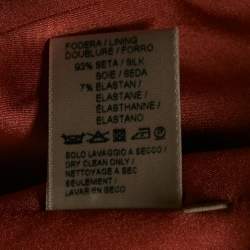 FODERA / LINING
DOUBLURE / FORRO
93% SETA / SILK
SOIE / SEDA
7% ELASTAN /
ELASTANE /
ELASTHANNE /
ELASTANO
SOLO LAVAGGIO A SECCO /
DRY CLEAN ONLY /
NETTOYAGE A SEC
SEULEMENT /
LAVAR EN SECO